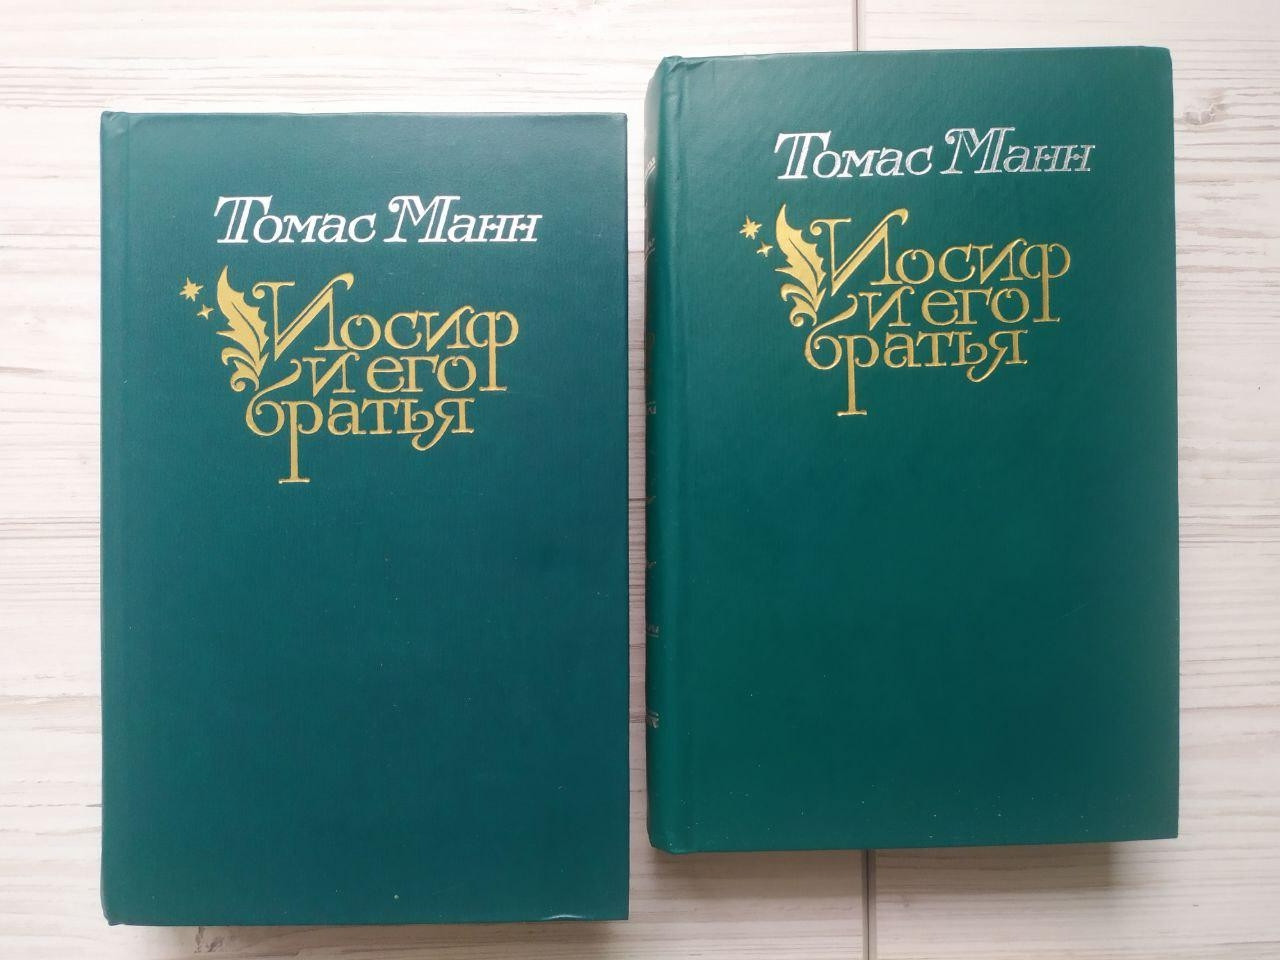 Томас Манн
Иосиф
и его
братья
Томас Манн
Иосиф
и его
братья